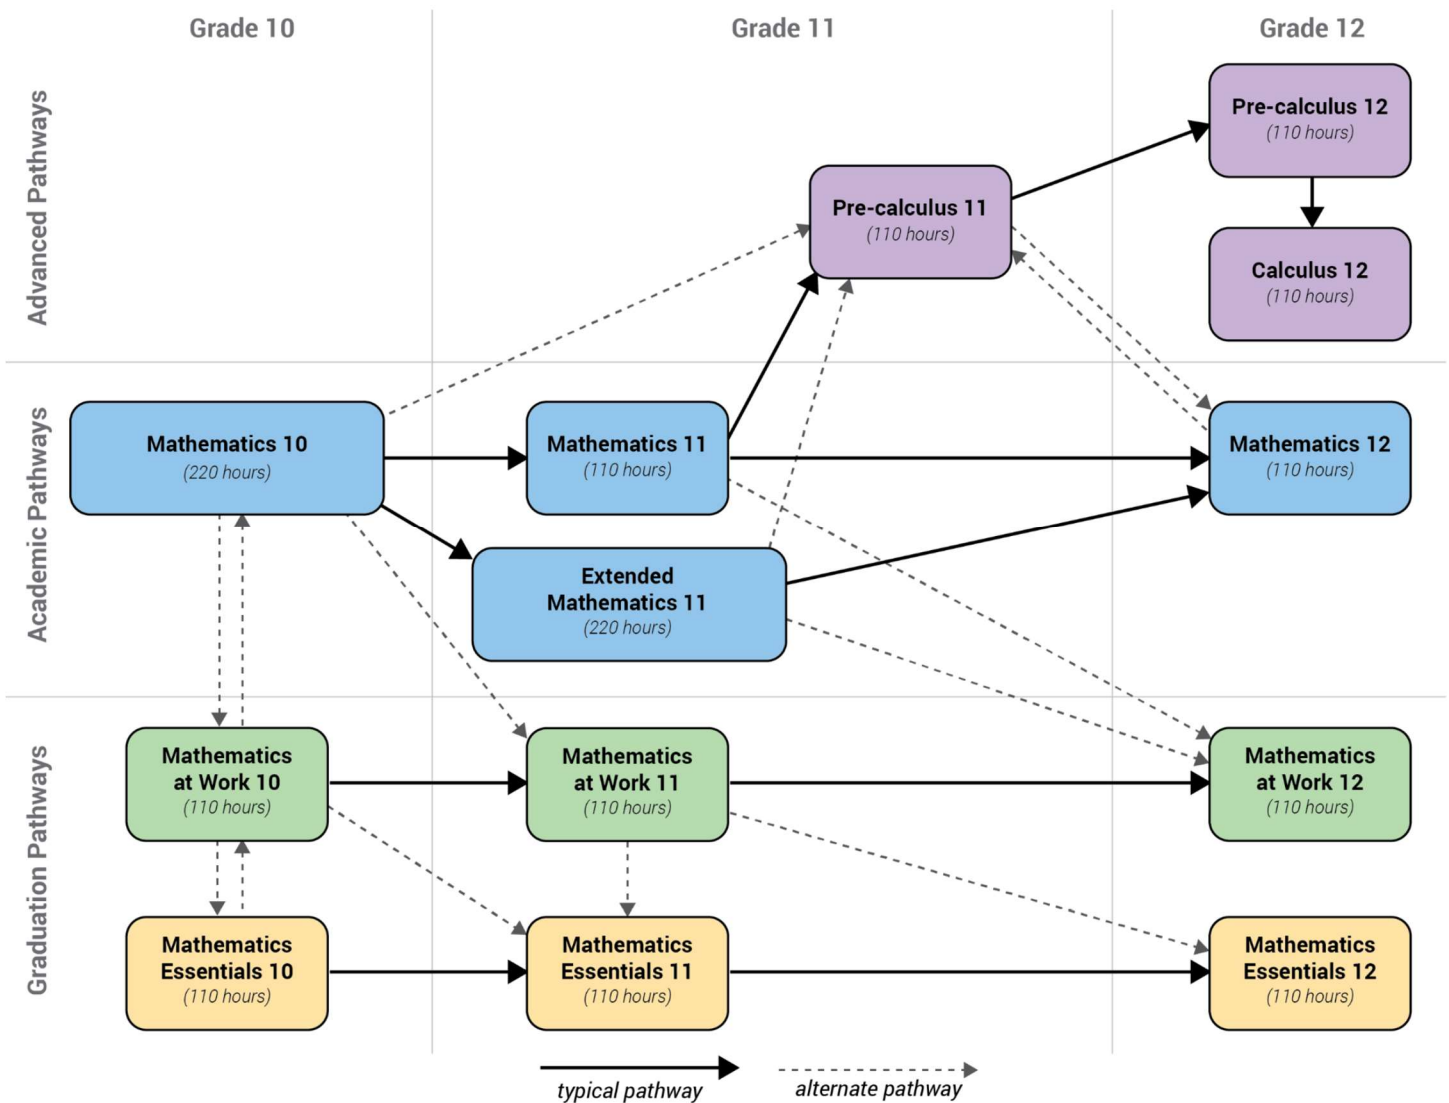 Grade 10
Grade 11
Grade 12
Advanced Pathways
Pre-calculus 12
(110 hours)
Pre-calculus 11
(110 hours)
Calculus 12
(110 hours)
Academic Pathways
Mathematics 10
(220 hours)
Mathematics 11
(110 hours)
Mathematics 12
(110 hours)
Extended
Mathematics 11
(220 hours)
Graduation Pathways
Mathematics
at Work 10
(110 hours)
Mathematics
at Work 11
(110 hours)
Mathematics
at Work 12
(110 hours)
Mathematics
Essentials 10
(110 hours)
Mathematics
Essentials 11
(110 hours)
Mathematics
Essentials 12
(110 hours)
typical pathway
alternate pathway